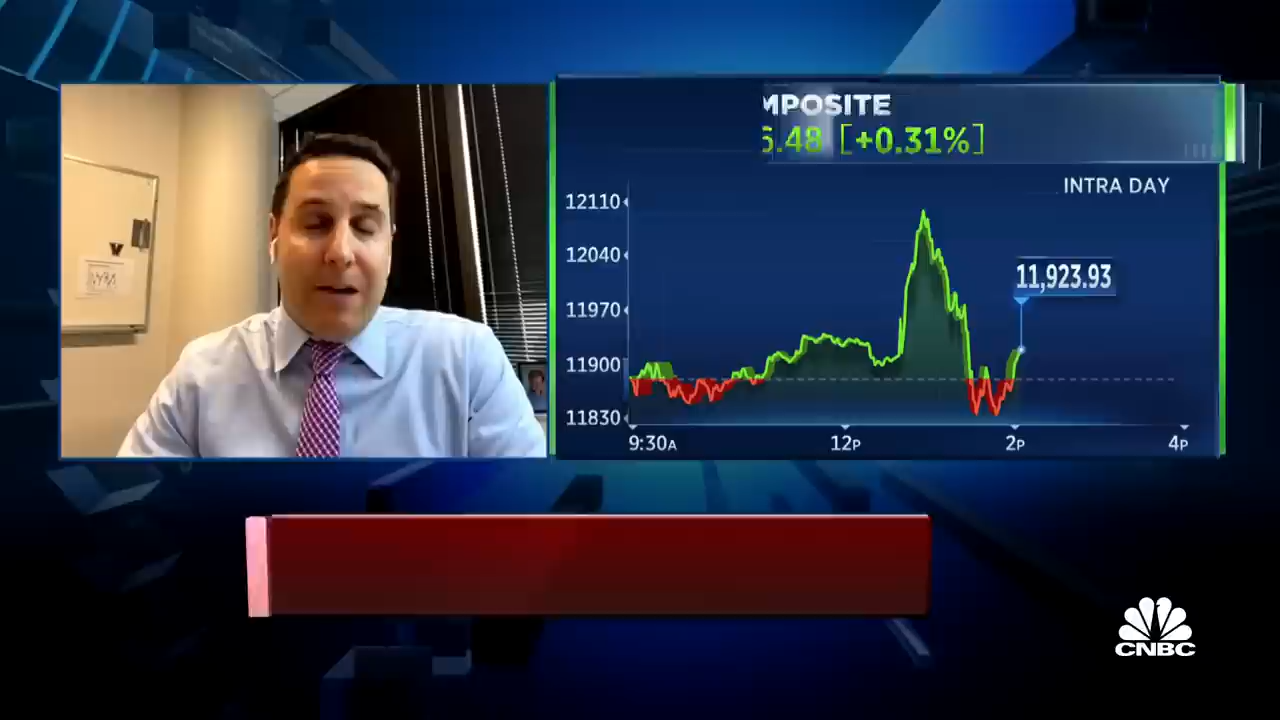 MPOSITE
6.48 [+0.31%]
INTRA DAY
12110
12040
11970
11900
11830
11,923.93
9:30A
12P
2P
4P
CNBC